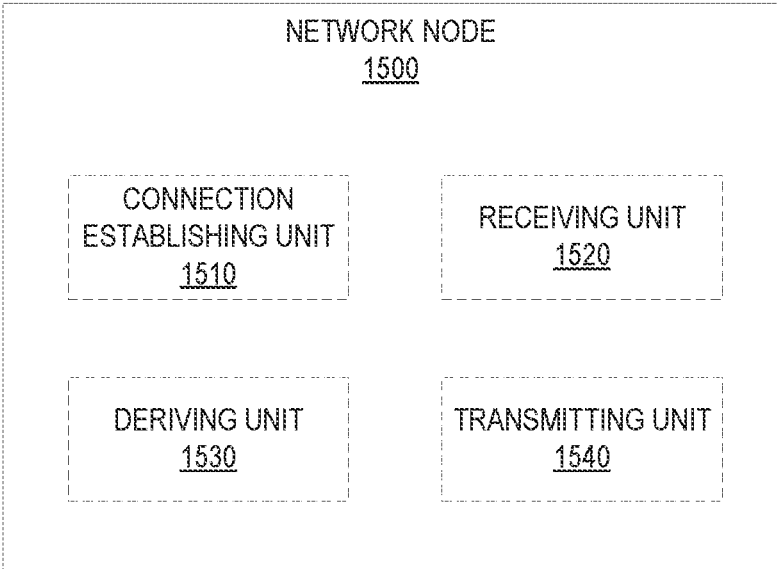 NETWORK NODE
1500
CONNECTION
ESTABLISHING UNIT
1510
RECEIVING UNIT
1520
DERIVING UNIT
1530
TRANSMITTING UNIT
1540